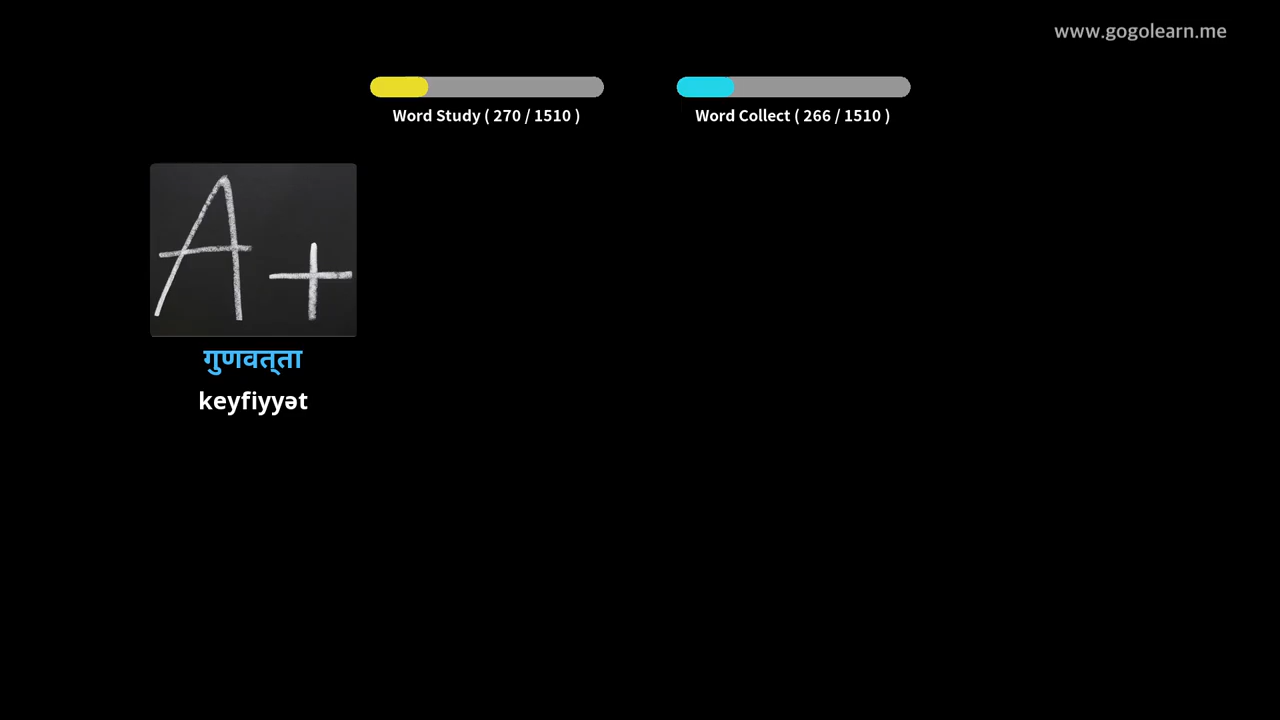 www.gogolearn.me
Word Study ( 270 / 1510 )
Word Collect ( 266 / 1510 )
A+
गुणवत्ता
keyfiyyət